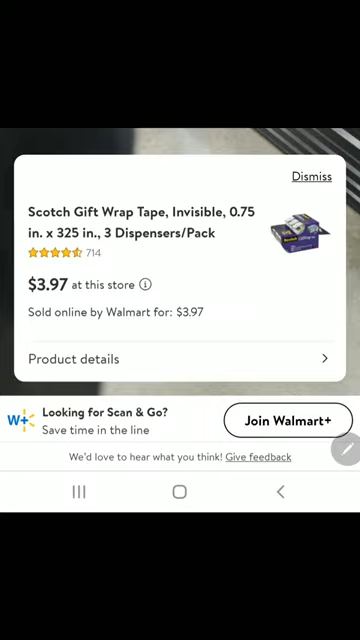 Dismiss
Scotch Gift Wrap Tape, Invisible, 0.75
in. x 325 in., 3 Dispensers/Pack
714
$3.97 at this store
Sold online by Walmart for: $3.97
Product details
W+
Looking for Scan & Go?
Save time in the line
Join Walmart+
We'd love to hear what you think! Give feedback